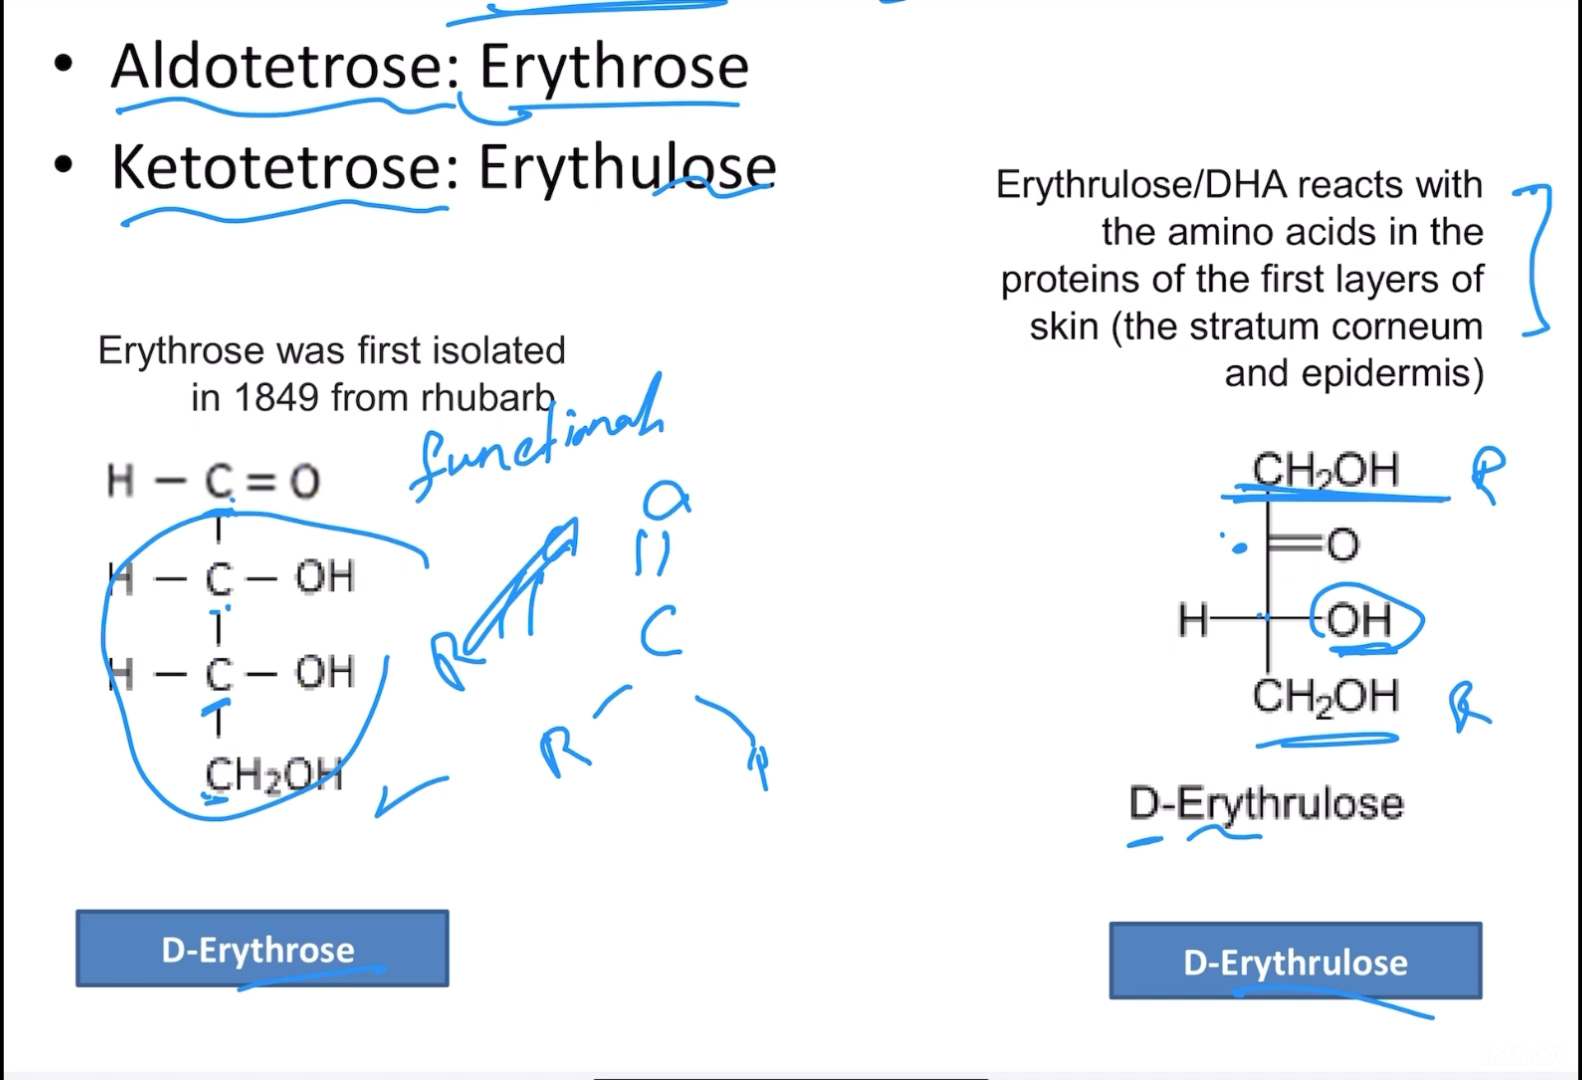 • Aldotetrose: Erythrose
• Ketotetrose: Erythulose
Erythrulose/DHA reacts with
the amino acids in the
proteins of the first layers of
skin (the stratum corneum
and epidermis)
Erythrose was first isolated
in 1849 from rhubarb
functional
H – C = O
H – C – OH
H – C – OH
CH₂OH
R
O
C
R
CH₂OH R
=O
H OH
CH₂OH R
D-Erythrulose
D-Erythrose
D-Erythrulose